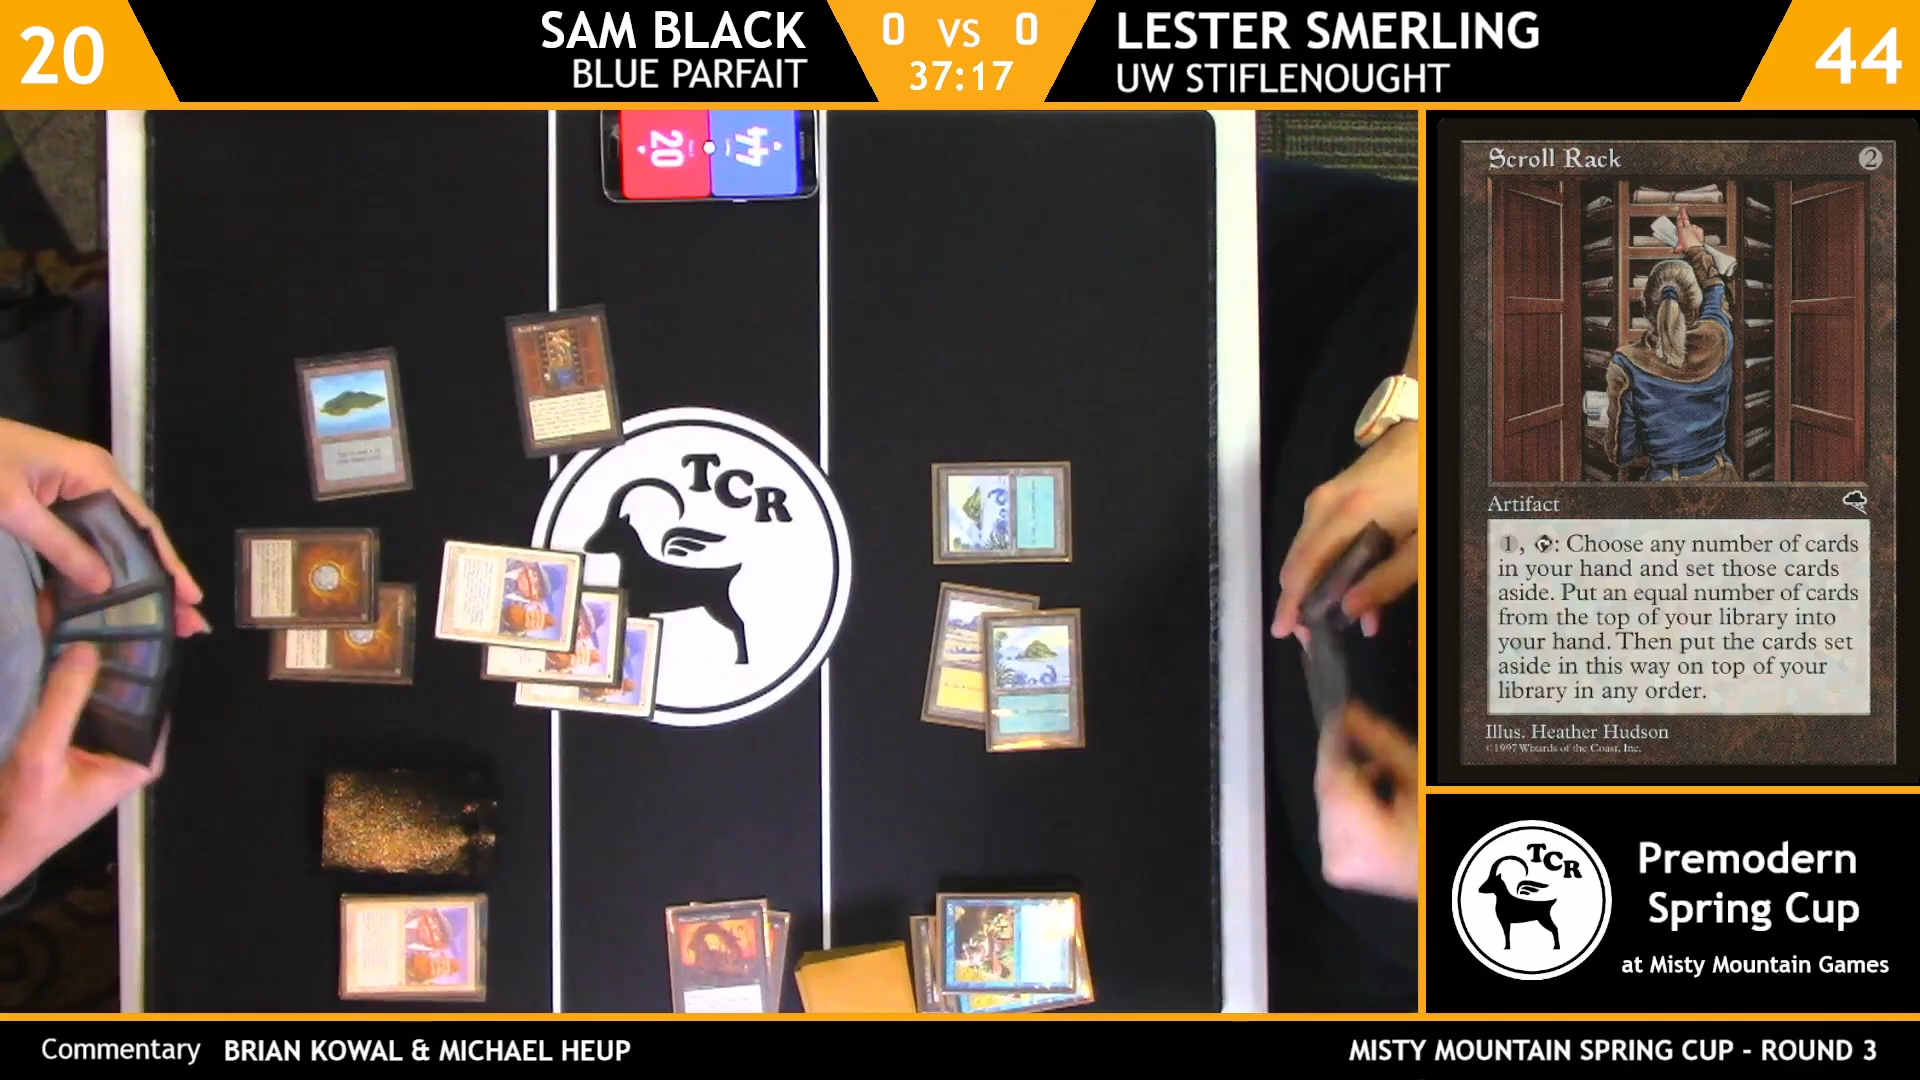 20
SAM BLACK
BLUE PARFAIT
0 VS 0
37:17
LESTER SMERLING
UW STIFLENOUGHT
44
20
44
TCR
Scroll Rack
2
Artifact
1, : Choose any number of cards
in your hand and set those cards
aside. Put an equal number of cards
from the top of your library into
your hand. Then put the cards set
aside in this way on top of your
library in any order.
Illus. Heather Hudson
©1997 Wizards of the Coast, Inc.
TCR
Premodern
Spring Cup
at Misty Mountain Games
Commentary BRIAN KOWAL & MICHAEL HEUP
MISTY MOUNTAIN SPRING CUP - ROUND 3